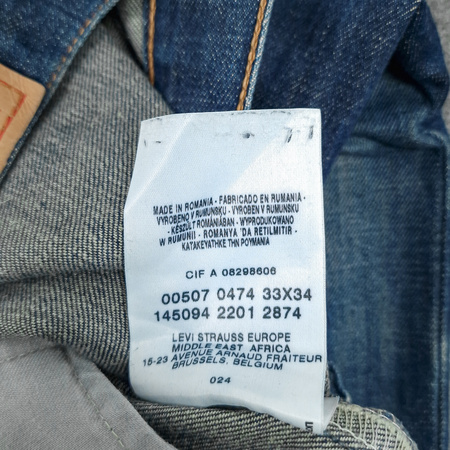 MADE IN ROMANIA - FABRICADO EN RUMANIA -
VYROBENO V RUMUNSKU - VYROBEN V RUMUNSKU
- KÉSZÜLT ROMÁNIÁBAN - WYPRODUKOWANO
W RUMUNII - ROMANYA 'DA RETILMITIR -
KATAKEYATHKE THN POYMANIA
CIF A 08298606
00507 0474 33X34
145094 2201 2874
LEVI STRAUSS EUROPE
MIDDLE EAST AFRICA
15-23 AVENUE ARNAUD FRAITEUR
BRUSSELS, BELGIUM
024